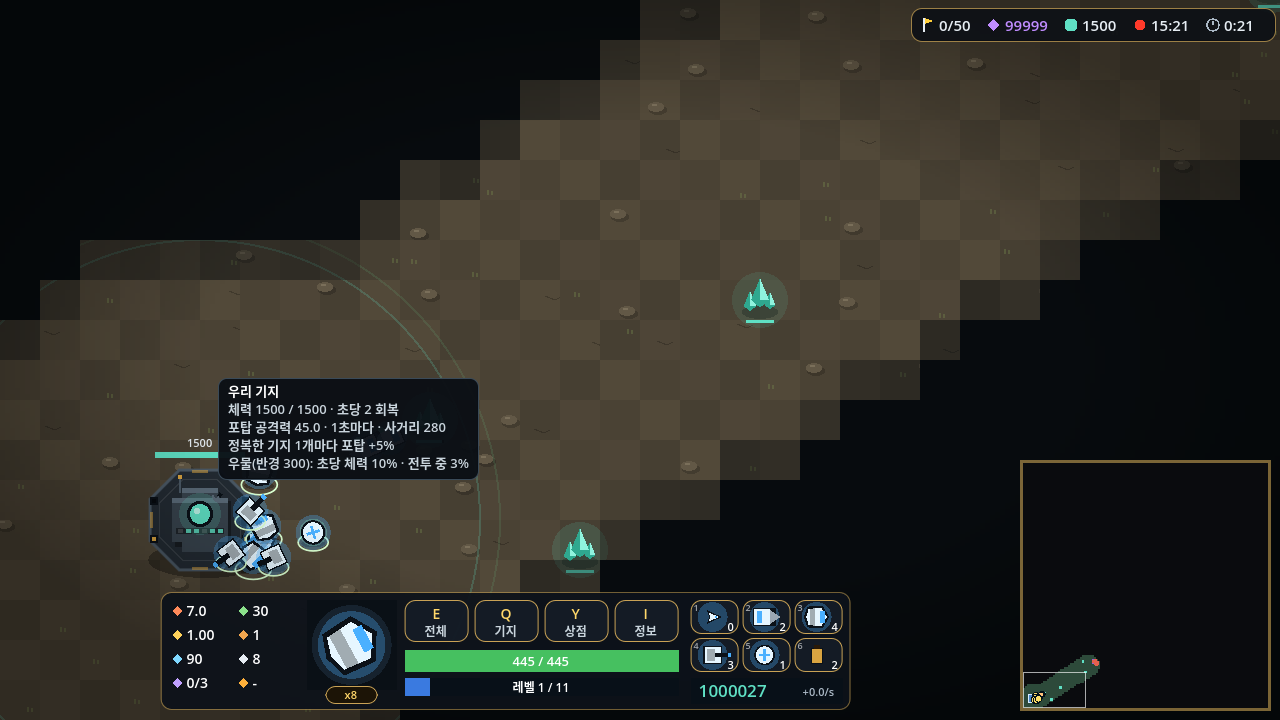 0/50 99999 1500 15:21 0:21
우리 기지
체력 1500 / 1500 · 초당 2 회복
포탑 공격력 45.0 · 1초마다 · 사거리 280
정복한 기지 1개마다 포탑 +5%
우물(반경 300): 초당 체력 10% · 전투 중 3%
1500
7.0 30
1.00 1
90 8
0/3 -
x8
E 전체
Q 기지
Y 상점
I 정보
445 / 445
레벨 1 / 11
1 0
2 2
3 4
4 3
5 1
6 2
1000027 +0.0/s